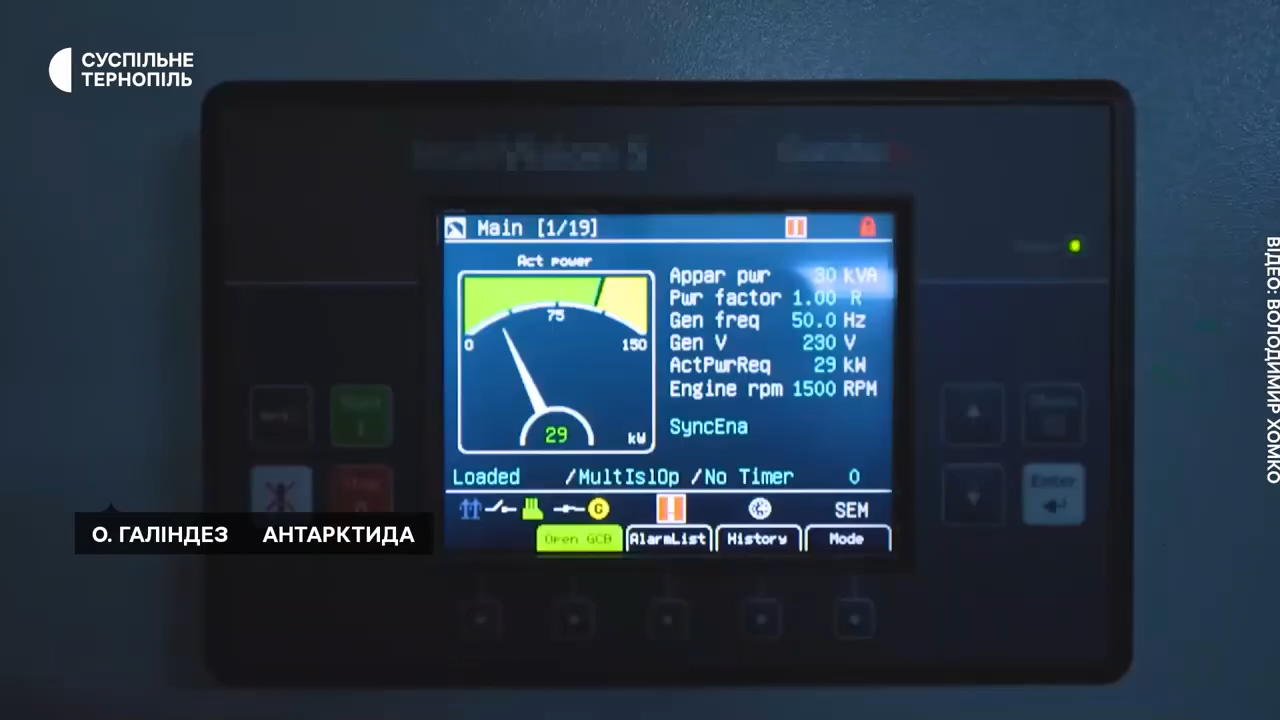 СУСПІЛЬНЕ
ТЕРНОПІЛЬ
Main [1/19]
Act power
75
0
150
29
kW
Appar pwr 30 kVA
Pwr factor 1.00 R
Gen freq 50.0 Hz
Gen V 230 V
ActPwrReq 29 kW
Engine rpm 1500 RPM
SyncEna
Loaded /MultIslOp /No Timer 0
G
SEM
Open GCB AlarmList History Mode
Start
Stop
Enter
О. ГАЛІНДЕЗ АНТАРКТИДА
ВІДЕО: ВОЛОДИМИР ХОМКО